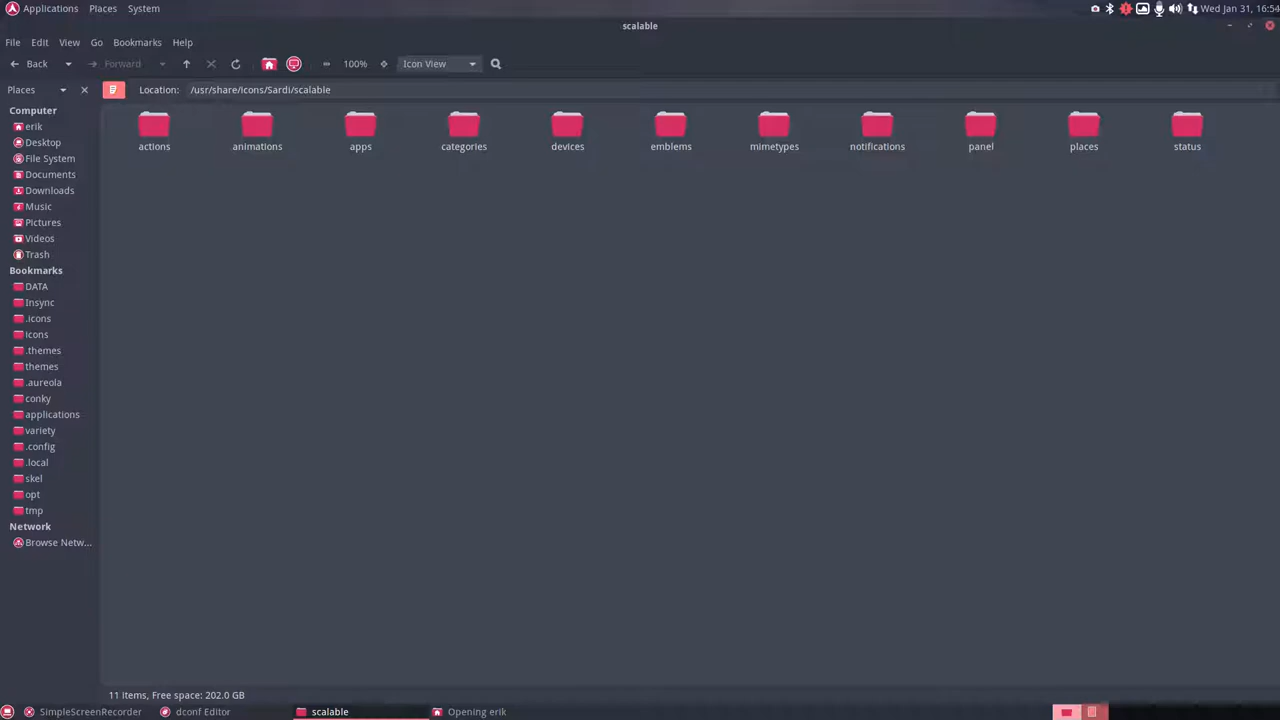 Applications Places System Wed Jan 31, 16:54
scalable
File Edit View Go Bookmarks Help
Back Forward 100% Icon View
Places Location: /usr/share/icons/Sardi/scalable
Computer
erik
Desktop
File System
Documents
Downloads
Music
Pictures
Videos
Trash
Bookmarks
DATA
Insync
.icons
icons
.themes
themes
.aureola
conky
applications
variety
.config
.local
skel
opt
tmp
Network
Browse Netw...
actions animations apps categories devices emblems mimetypes notifications panel places status
11 items, Free space: 202.0 GB
SimpleScreenRecorder dconf Editor scalable Opening erik